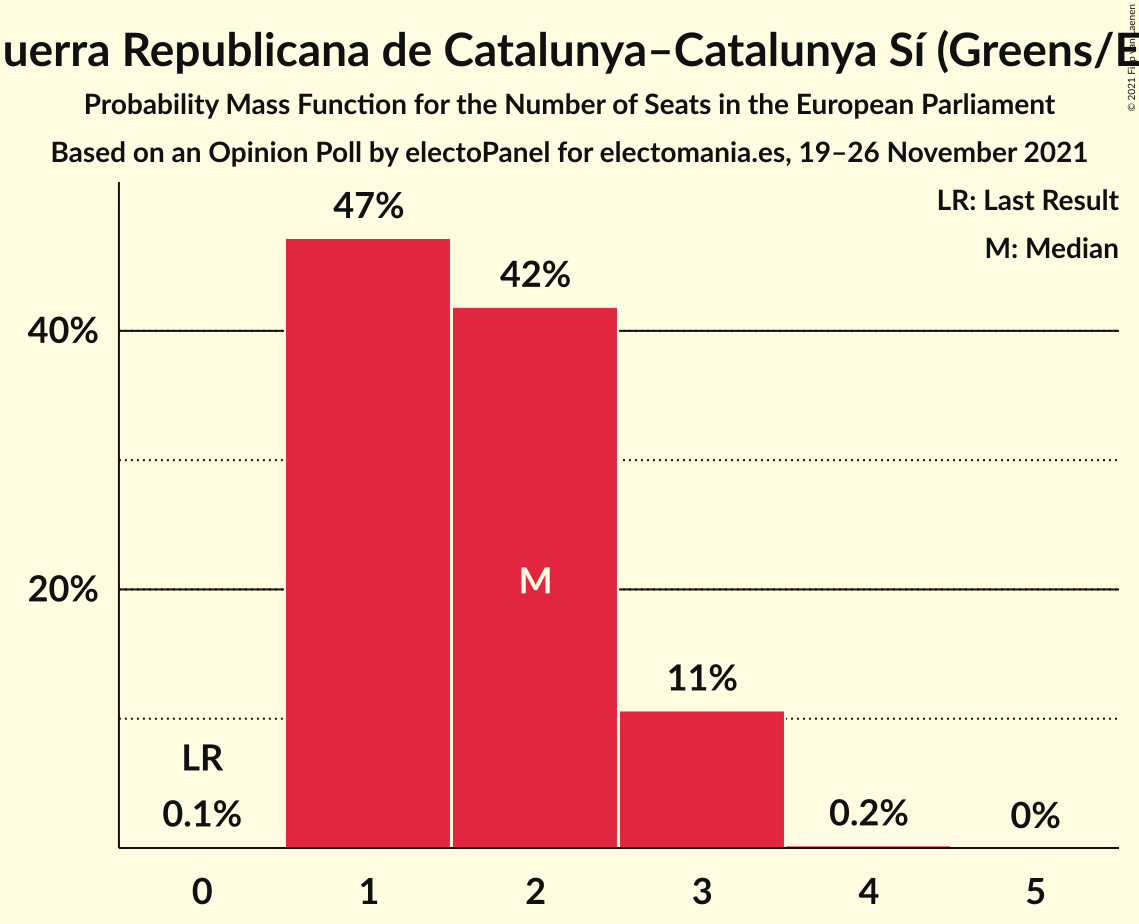 uerra Republicana de Catalunya–Catalunya Sí (Greens/E
Probability Mass Function for the Number of Seats in the European Parliament
Based on an Opinion Poll by electoPanel for electomania.es, 19–26 November 2021
LR: Last Result
M: Median
47%
42%
40%
M
20%
11%
LR
0.1%
0.2%
0%
0 1 2 3 4 5
© 2021